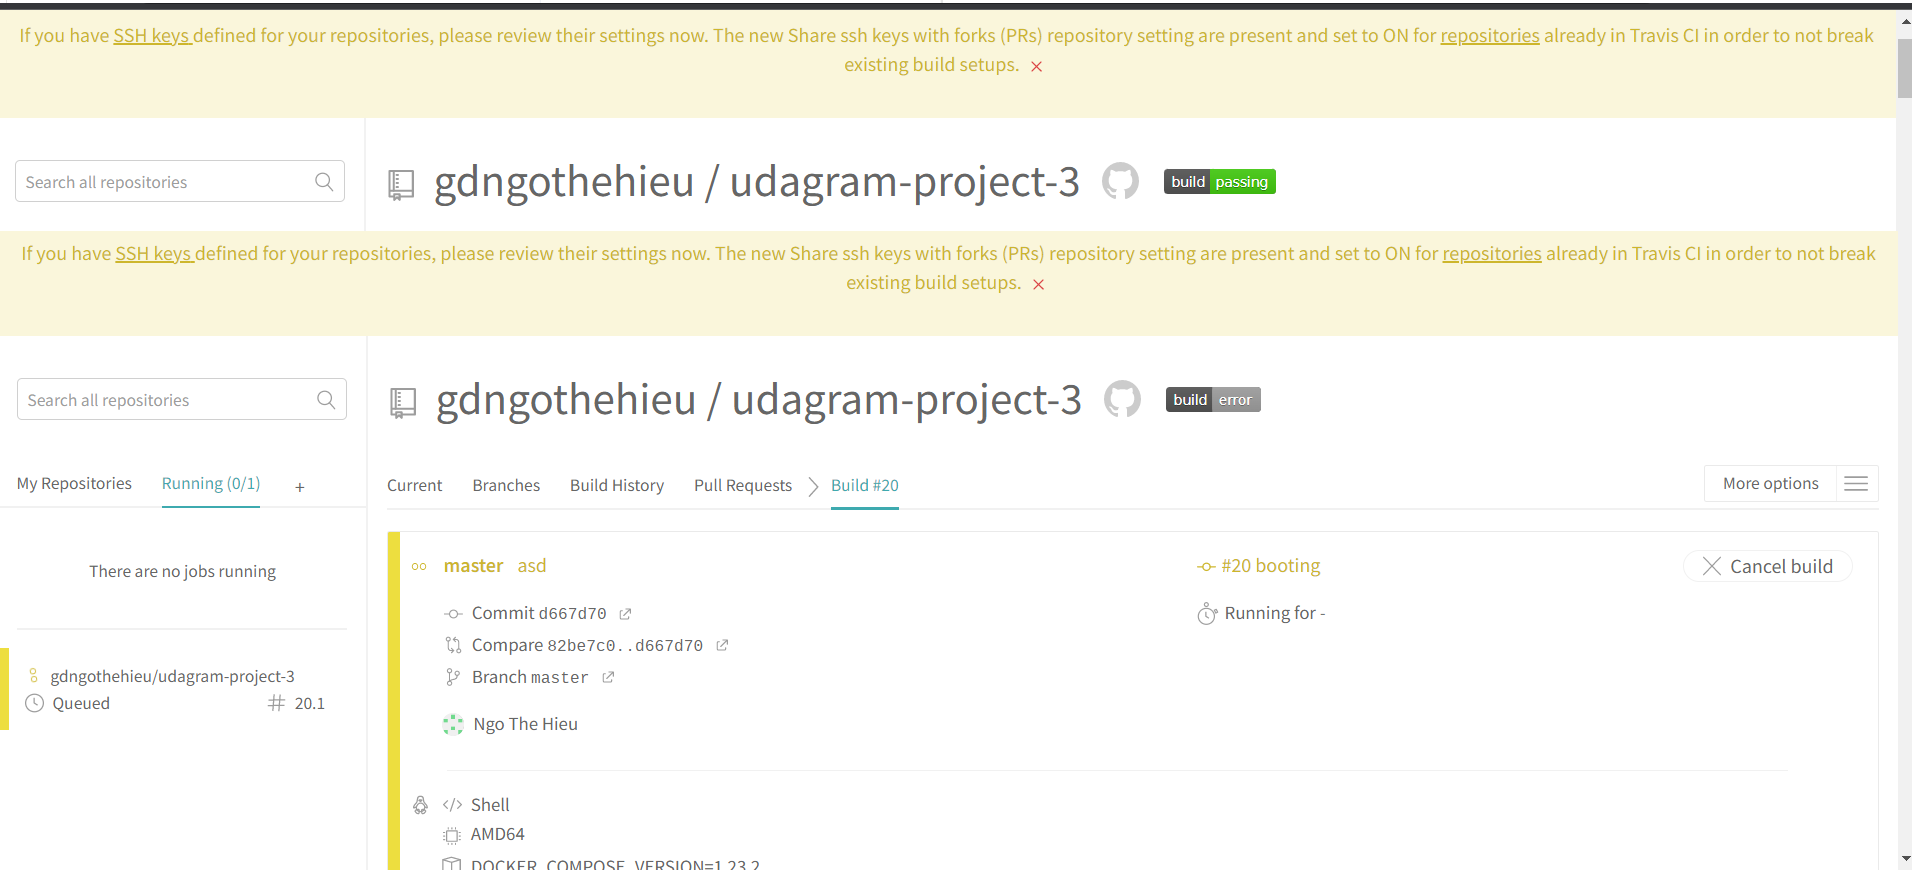 If you have SSH keys defined for your repositories, please review their settings now. The new Share ssh keys with forks (PRs) repository setting are present and set to ON for repositories already in Travis CI in order to not break
existing build setups.
Search all repositories
gdngothehieu / udagram-project-3
build passing
If you have SSH keys defined for your repositories, please review their settings now. The new Share ssh keys with forks (PRs) repository setting are present and set to ON for repositories already in Travis CI in order to not break
existing build setups.
Search all repositories
gdngothehieu / udagram-project-3
build error
My Repositories
Running (0/1)
+
Current
Branches
Build History
Pull Requests
Build #20
More options
There are no jobs running
gdngothehieu/udagram-project-3
Queued
# 20.1
master asd
#20 booting
Cancel build
Commit d667d70
Running for -
Compare 82be7c0..d667d70
Branch master
Ngo The Hieu
</> Shell
AMD64
DOCKER_COMPOSE_VERSION=1.23.2